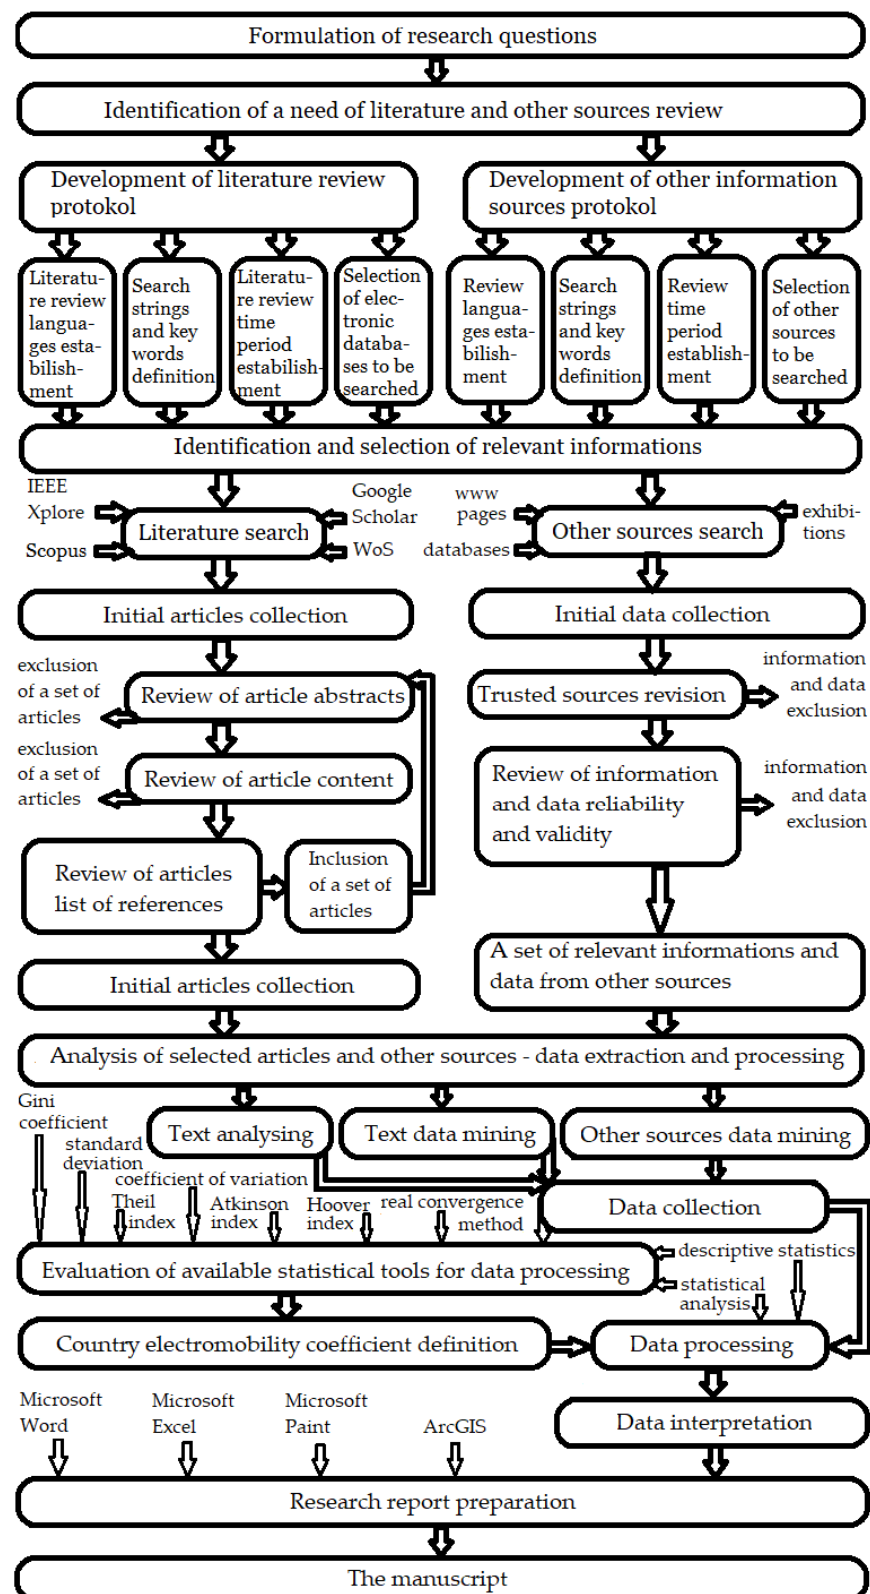 Formulation of research questions
Identification of a need of literature and other sources review
Development of literature review
protokol
Development of other information
sources protokol
Literatu-
re review
langua-
ges esta-
bilish-
ment
Search
strings
and key
words
definition
Literatu-
re review
time
period
estabilish-
ment
Selection
of elec-
tronic
databa-
ses to be
searched
Review
langua-
ges esta-
bilish-
ment
Search
strings
and key
words
definition
Review
time
period
establish-
ment
Selection
of other
sources
to be
searched
Identification and selection of relevant informations
IEEE
Xplore
Scopus
Literature search
Google
Scholar
WoS
www
pages
databases
Other sources search
exhibi-
tions
Initial articles collection
Initial data collection
exclusion
of a set of
articles
Review of article abstracts
Trusted sources revision
information
and data
exclusion
exclusion
of a set of
articles
Review of article content
Review of information
and data reliability
and validity
information
and data
exclusion
Review of articles
list of references
Inclusion
of a set of
articles
Initial articles collection
A set of relevant informations and
data from other sources
Analysis of selected articles and other sources - data extraction and processing
Gini
coefficient
standard
deviation
Text analysing
Text data mining
Other sources data mining
coefficient of variation
Theil
index
Atkinson
index
Hoover
index
real convergence
method
Data collection
Evaluation of available statistical tools for data processing
descriptive statistics
statistical
analysis
Country electromobility coefficient definition
Data processing
Microsoft
Word
Microsoft
Excel
Microsoft
Paint
ArcGIS
Data interpretation
Research report preparation
The manuscript